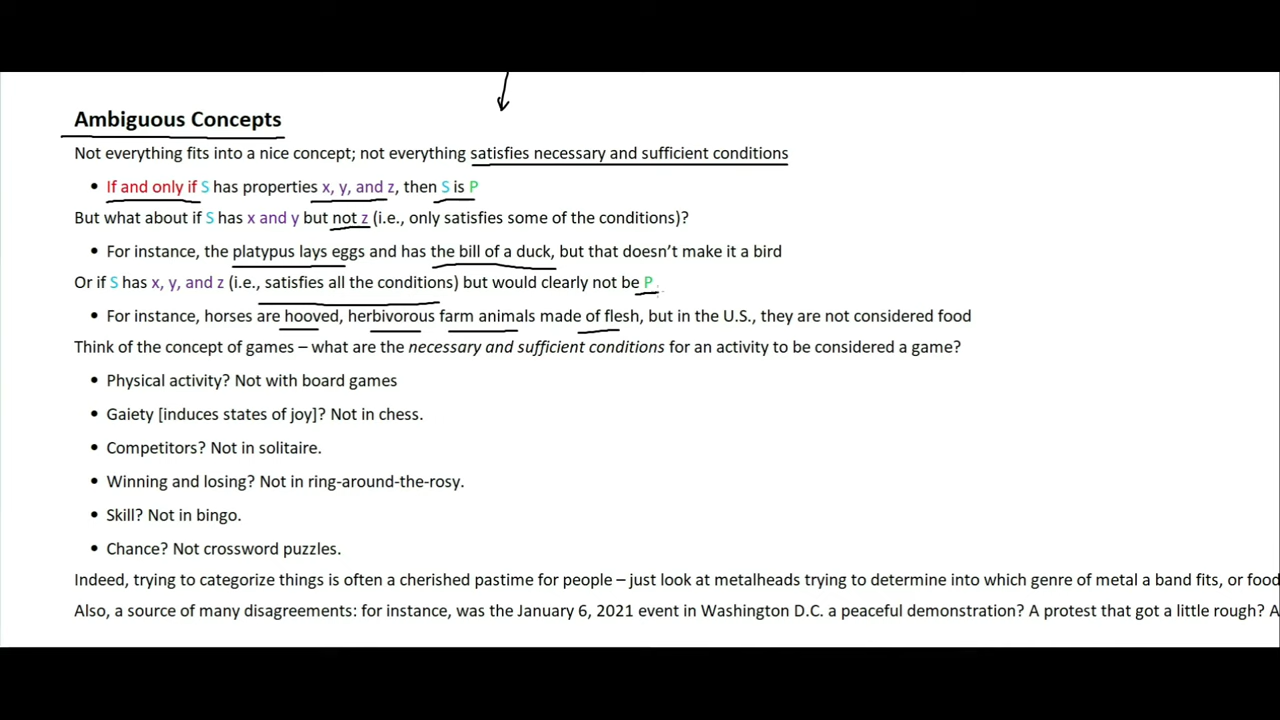 Ambiguous Concepts
Not everything fits into a nice concept; not everything satisfies necessary and sufficient conditions
• If and only if S has properties x, y, and z, then S is P
But what about if S has x and y but not z (i.e., only satisfies some of the conditions)?
• For instance, the platypus lays eggs and has the bill of a duck, but that doesn't make it a bird
Or if S has x, y, and z (i.e., satisfies all the conditions) but would clearly not be P
• For instance, horses are hooved, herbivorous farm animals made of flesh, but in the U.S., they are not considered food
Think of the concept of games – what are the necessary and sufficient conditions for an activity to be considered a game?
• Physical activity? Not with board games
• Gaiety [induces states of joy]? Not in chess.
• Competitors? Not in solitaire.
• Winning and losing? Not in ring-around-the-rosy.
• Skill? Not in bingo.
• Chance? Not crossword puzzles.
Indeed, trying to categorize things is often a cherished pastime for people – just look at metalheads trying to determine into which genre of metal a band fits, or food
Also, a source of many disagreements: for instance, was the January 6, 2021 event in Washington D.C. a peaceful demonstration? A protest that got a little rough? A